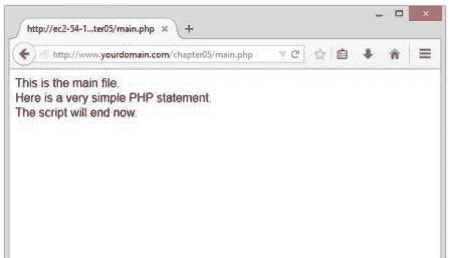 http://ec2-54-1...ter05/main.php
http://www.yourdomain.com/chapter05/main.php
This is the main file.
Here is a very simple PHP statement.
The script will end now.